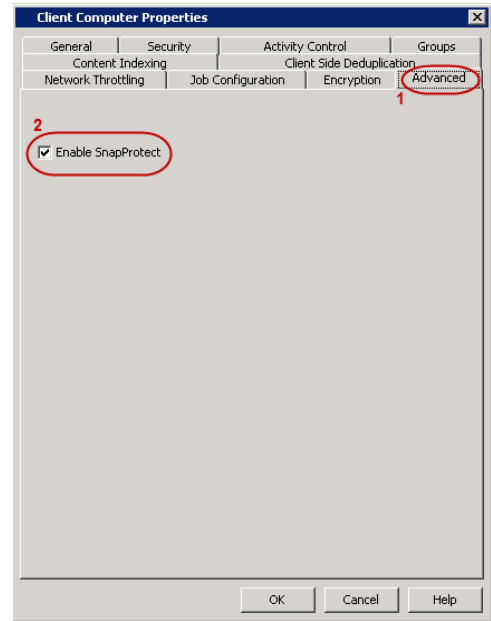 Client Computer Properties
General Security Activity Control Groups
Content Indexing Client Side Deduplication
Network Throttling Job Configuration Encryption Advanced
1
2
Enable SnapProtect
OK Cancel Help